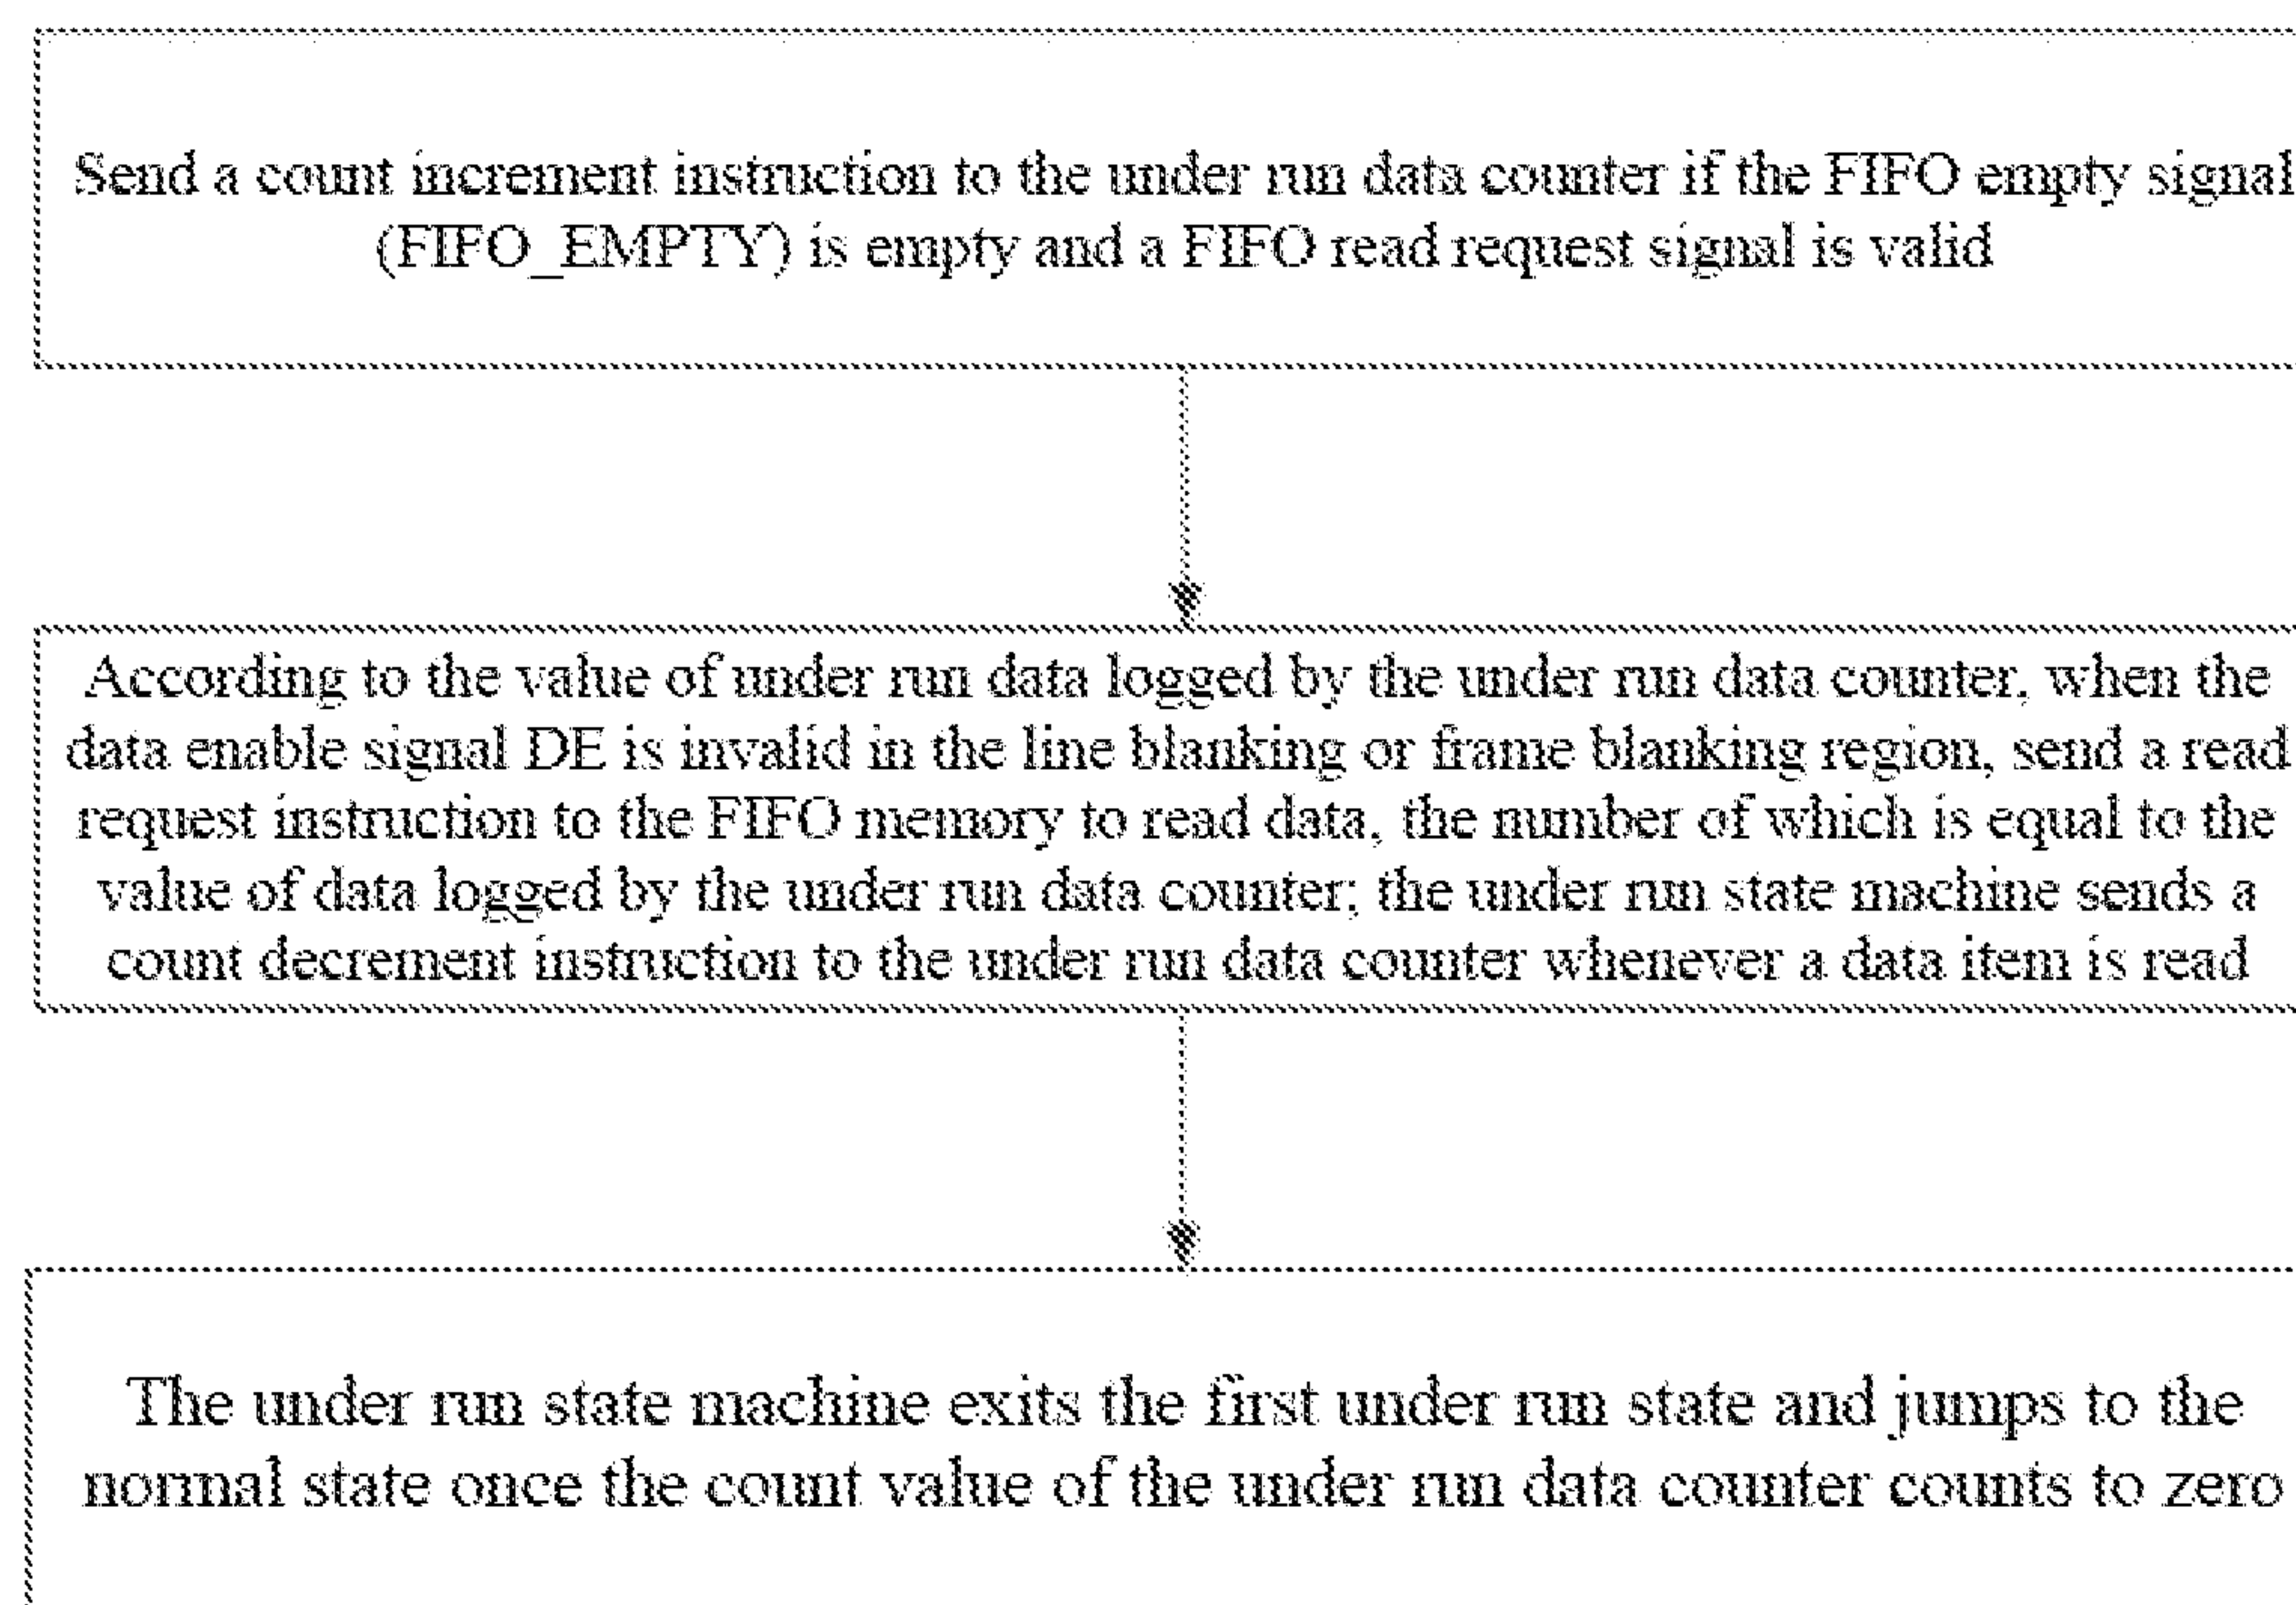 Send a count increment instruction to the under run data counter if the FIFO empty signal
(FIFO_EMPTY) is empty and a FIFO read request signal is valid
According to the value of under run data logged by the under run data counter, when the
data enable signal DE is invalid in the line blanking or frame blanking region, send a read
request instruction to the FIFO memory to read data, the number of which is equal to the
value of data logged by the under run data counter; the under run state machine sends a
count decrement instruction to the under run data counter whenever a data item is read
The under run state machine exits the first under run state and jumps to the
normal state once the count value of the under run data counter counts to zero